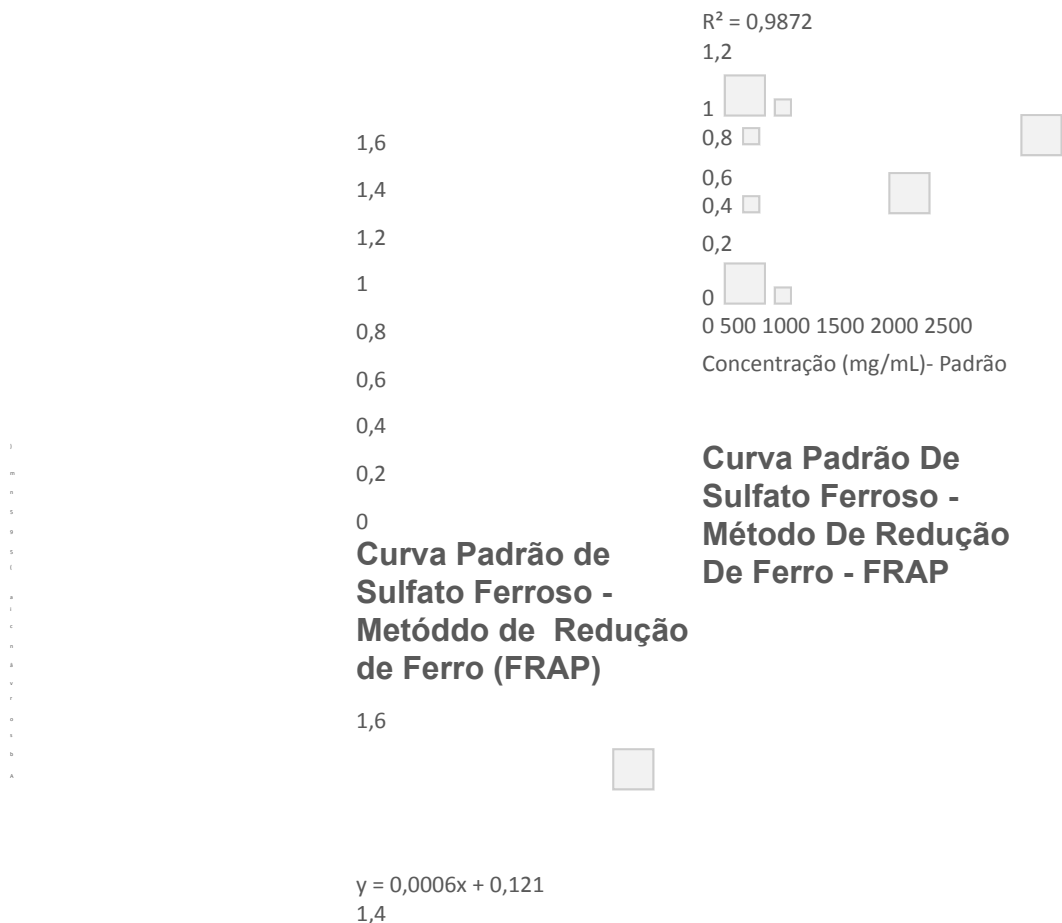 1,6
1,4
1,2
1
0,8
0,6
0,4
0,2
0
Curva Padrão de
Sulfato Ferroso -
Metóddo de Redução
de Ferro (FRAP)
1,6
y = 0,0006x + 0,121
1,4
R² = 0,9872
1,2
1
0,8
0,6
0,4
0,2
0
0 500 1000 1500 2000 2500
Concentração (mg/mL)- Padrão
Curva Padrão De
Sulfato Ferroso -
Método De Redução
De Ferro - FRAP